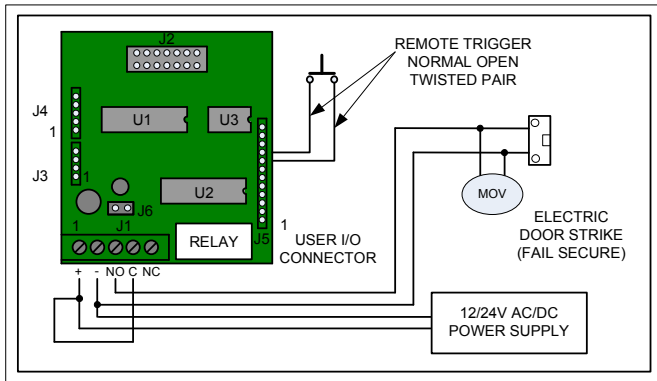 J2
REMOTE TRIGGER
NORMAL OPEN
TWISTED PAIR
J4
1
U1
U3
J3
1
U2
MOV
J6
1
J1
RELAY
J5
1
USER I/O
CONNECTOR
ELECTRIC
DOOR STRIKE
(FAIL SECURE)
+ - NO C NC
12/24V AC/DC
POWER SUPPLY